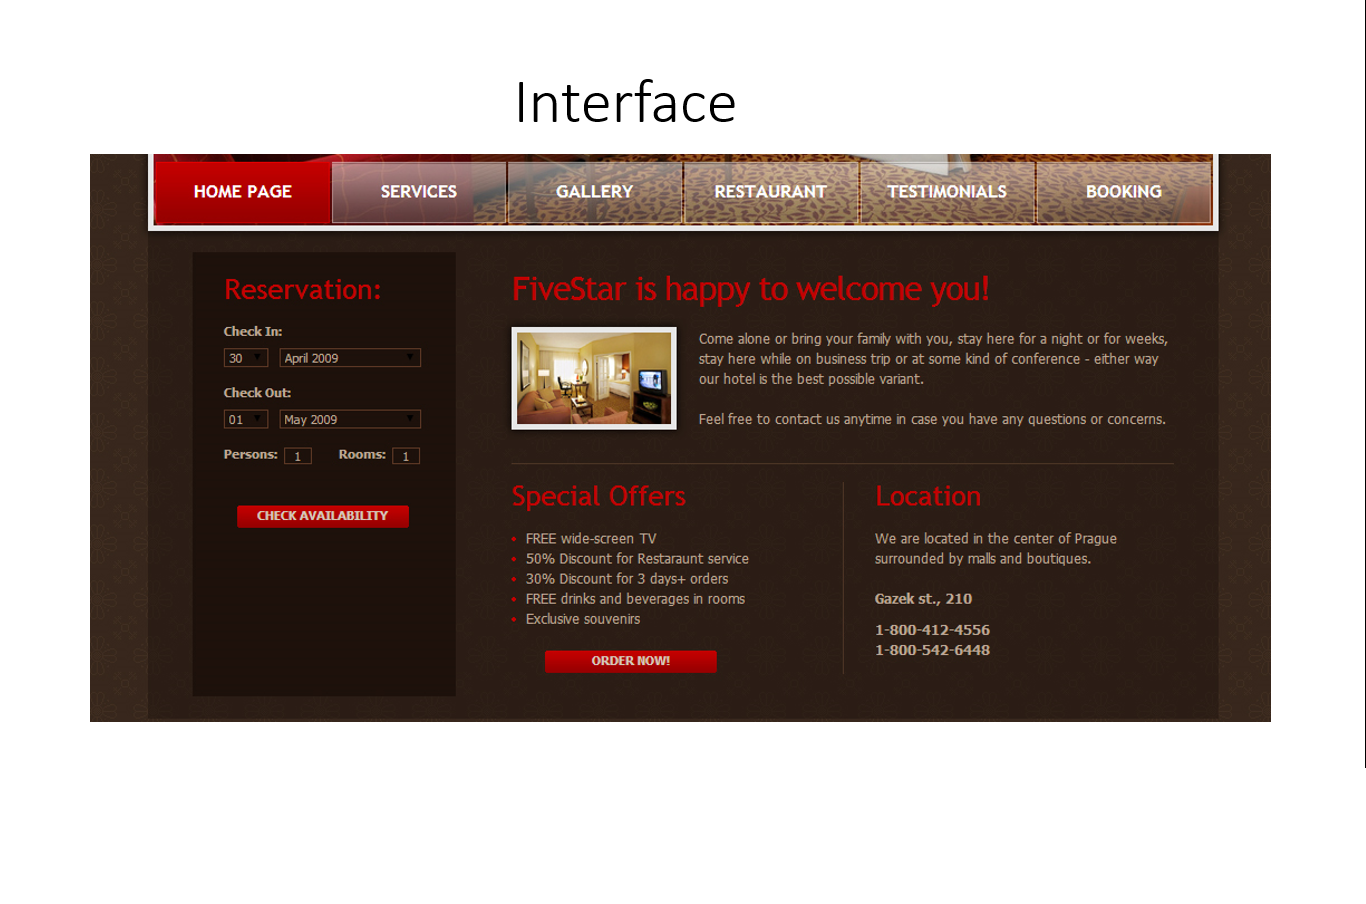 Interface
HOME PAGE SERVICES GALLERY RESTAURANT TESTIMONIALS BOOKING
Reservation:
Check In:
30 April 2009
Check Out:
01 May 2009
Persons: 1 Rooms: 1
CHECK AVAILABILITY
FiveStar is happy to welcome you!
Come alone or bring your family with you, stay here for a night or for weeks,
stay here while on business trip or at some kind of conference - either way
our hotel is the best possible variant.
Feel free to contact us anytime in case you have any questions or concerns.
Special Offers
FREE wide-screen TV
50% Discount for Restaraunt service
30% Discount for 3 days+ orders
FREE drinks and beverages in rooms
Exclusive souvenirs
ORDER NOW!
Location
We are located in the center of Prague
surrounded by malls and boutiques.
Gazek st., 210
1-800-412-4556
1-800-542-6448